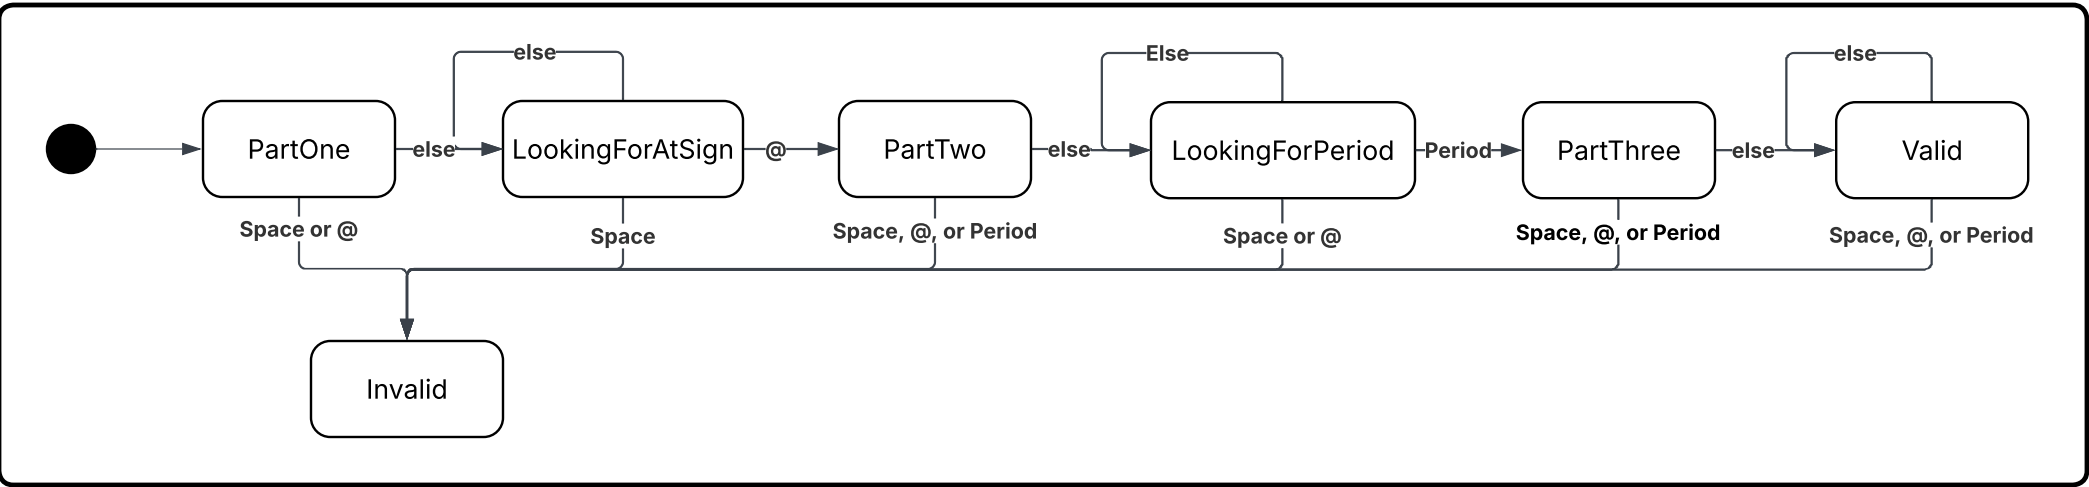 else
Else
else
PartOne
else
LookingForAtSign
@
PartTwo
else
LookingForPeriod
Period
PartThree
else
Valid
Space or @
Space
Space, @, or Period
Space or @
Space, @, or Period
Space, @, or Period
Invalid